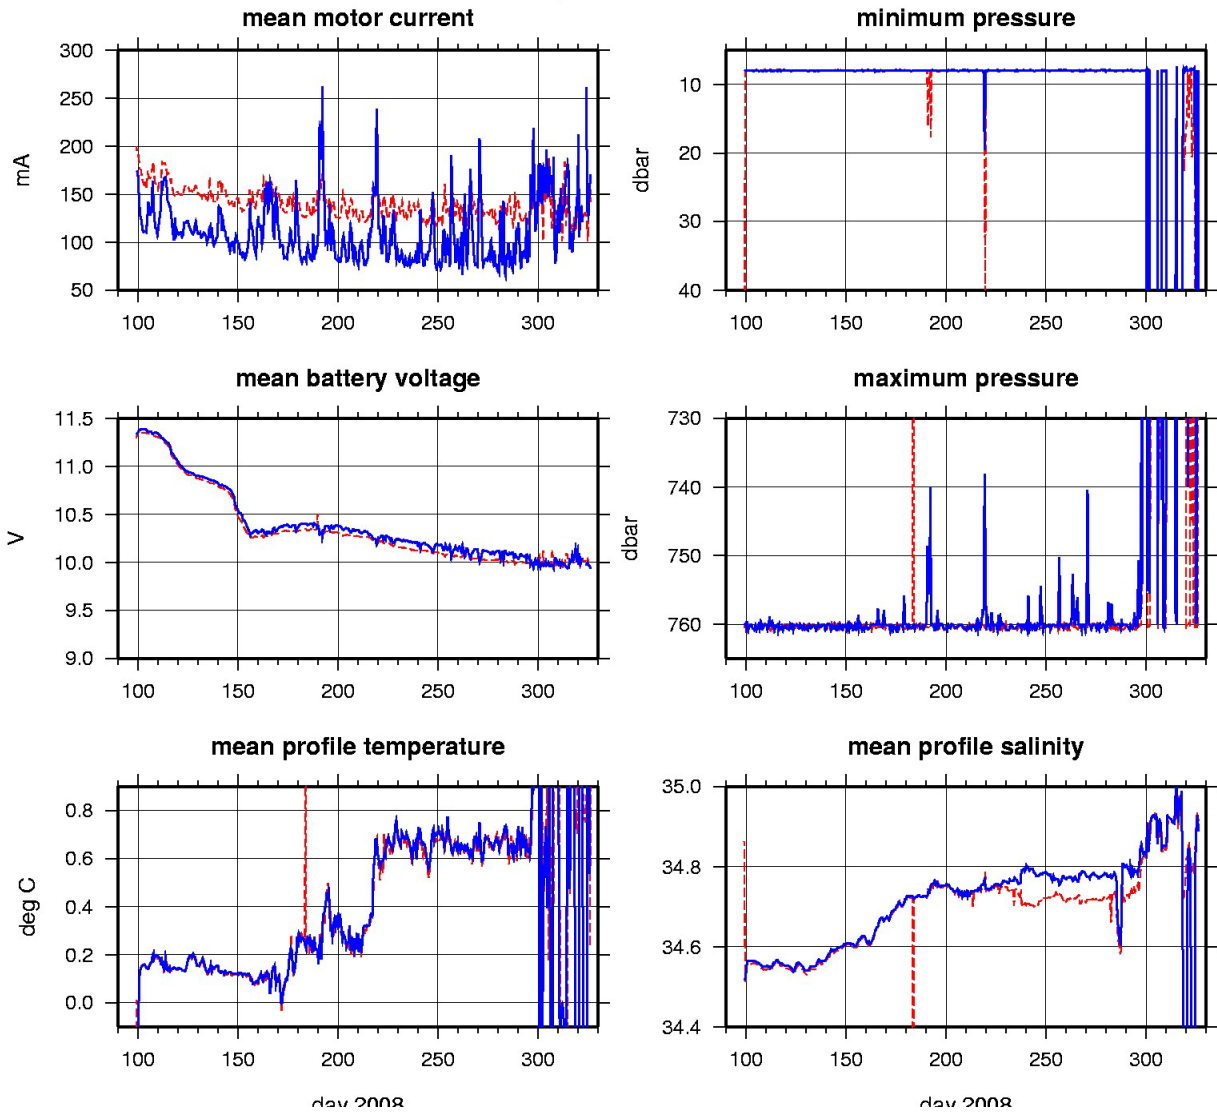 mean motor current
300
250
200
150
100
50
mA
100 150 200 250 300
minimum pressure
10
20
30
40
dbar
100 150 200 250 300
mean battery voltage
11.5
11.0
10.5
10.0
9.5
9.0
V
100 150 200 250 300
maximum pressure
730
740
750
760
dbar
100 150 200 250 300
mean profile temperature
0.8
0.6
0.4
0.2
0.0
deg C
100 150 200 250 300
day 2008
mean profile salinity
35.0
34.8
34.6
34.4
100 150 200 250 300
day 2008